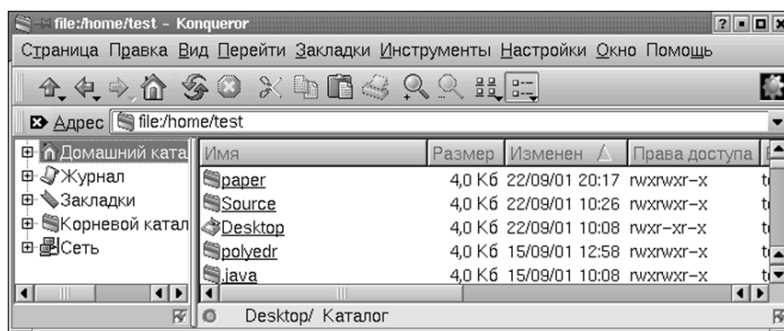 file:/home/test - Konqueror
Страница Правка Вид Перейти Закладки Инструменты Настройки Окно Помощь
Адрес file:/home/test
Домашний ката
Журнал
Закладки
Корневой катал
Сеть
Имя Размер Изменен Права доступа
paper 4,0 Кб 22/09/01 20:17 rwxrwxr-x
Source 4,0 Кб 22/09/01 10:26 rwxrwxr-x
Desktop 4,0 Кб 22/09/01 10:08 rwxr-xr-x
polyedr 4,0 Кб 15/09/01 12:58 rwxrwxr-x
.java 4,0 Кб 15/09/01 10:08 rwxrwxr-x
Desktop/ Каталог